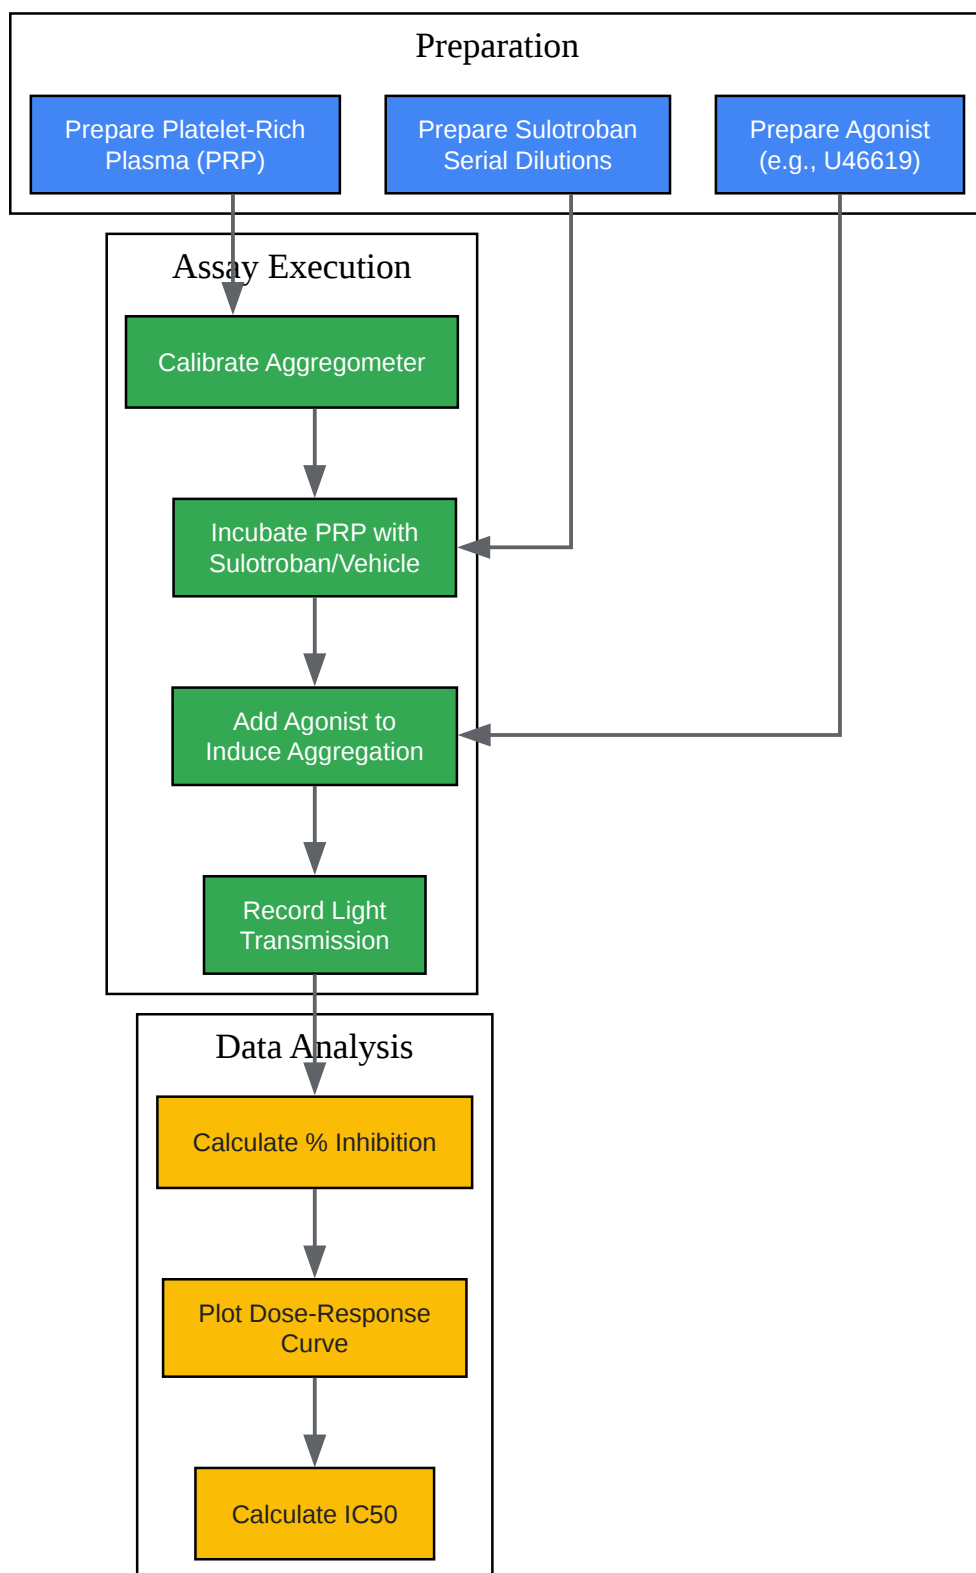 Preparation
Prepare Platelet-Rich
Plasma (PRP)
Prepare Sulotroban
Serial Dilutions
Prepare Agonist
(e.g., U46619)
Assay Execution
Calibrate Aggregometer
Incubate PRP with
Sulotroban/Vehicle
Add Agonist to
Induce Aggregation
Record Light
Transmission
Data Analysis
Calculate % Inhibition
Plot Dose-Response
Curve
Calculate IC50